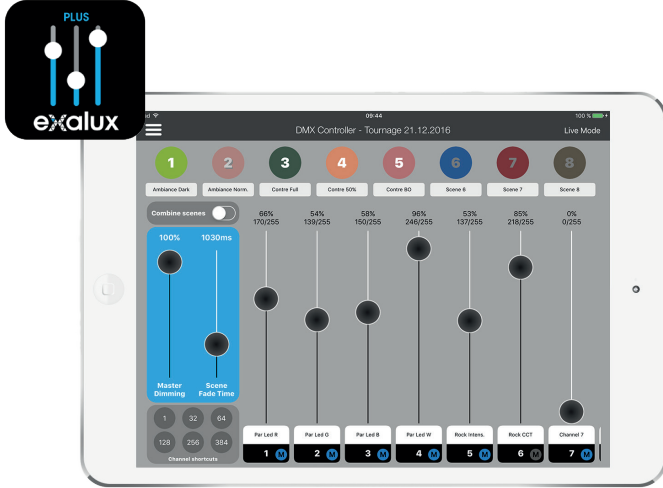 PLUS
exalux
09:44
100 %
DMX Controller - Tournage 21.12.2016
Live Mode
1 2 3 4 5 6 7 8
Ambiance Dark Ambiance Norm. Contre Full Contre 50% Contre BO Scene 6 Scene 7 Scene 8
Combine scenes
66% 54% 58% 96% 53% 85% 0%
170/255 139/255 150/255 246/255 137/255 218/255 0/255
100% 1030ms
Master Scene
Dimming Fade Time
1 32 64
128 256 384
Channel shortcuts
Par Led R Par Led G Par Led B Par Led W Rock Intens. Rock CCT Channel 7
1 M 2 M 3 M 4 M 5 M 6 M 7 M